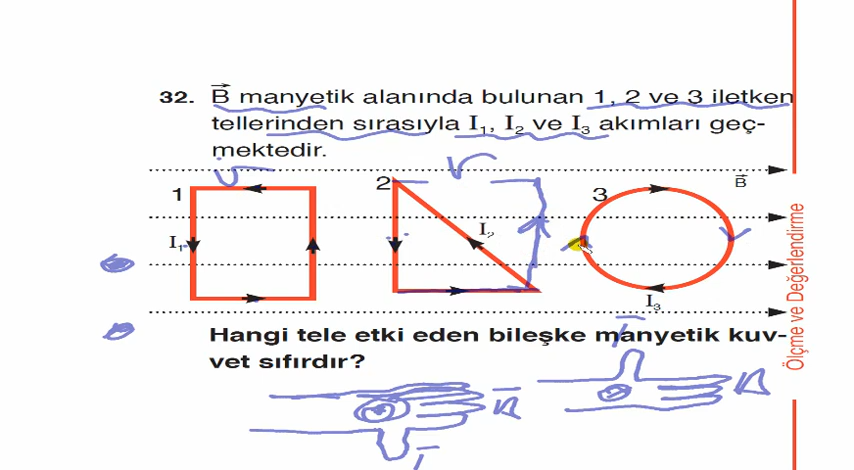 32. B manyetik alanında bulunan 1, 2 ve 3 iletken
tellerinden sırasıyla I₁, I₂ ve I₃ akımları geç-
mektedir.
1
2
3
B
I₁
I₂
I₃
Hangi tele etki eden bileşke manyetik kuv-
vet sıfırdır?
Ölçme ve Değerlendirme